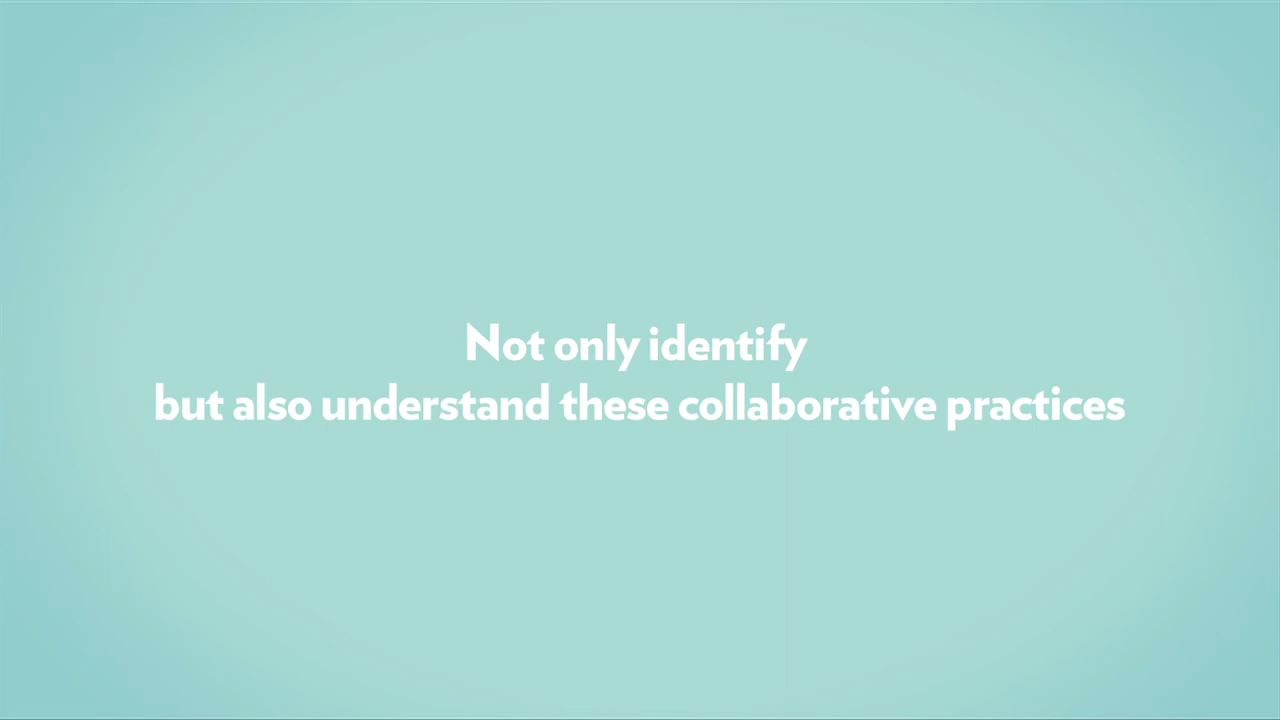 Not only identify
but also understand these collaborative practices